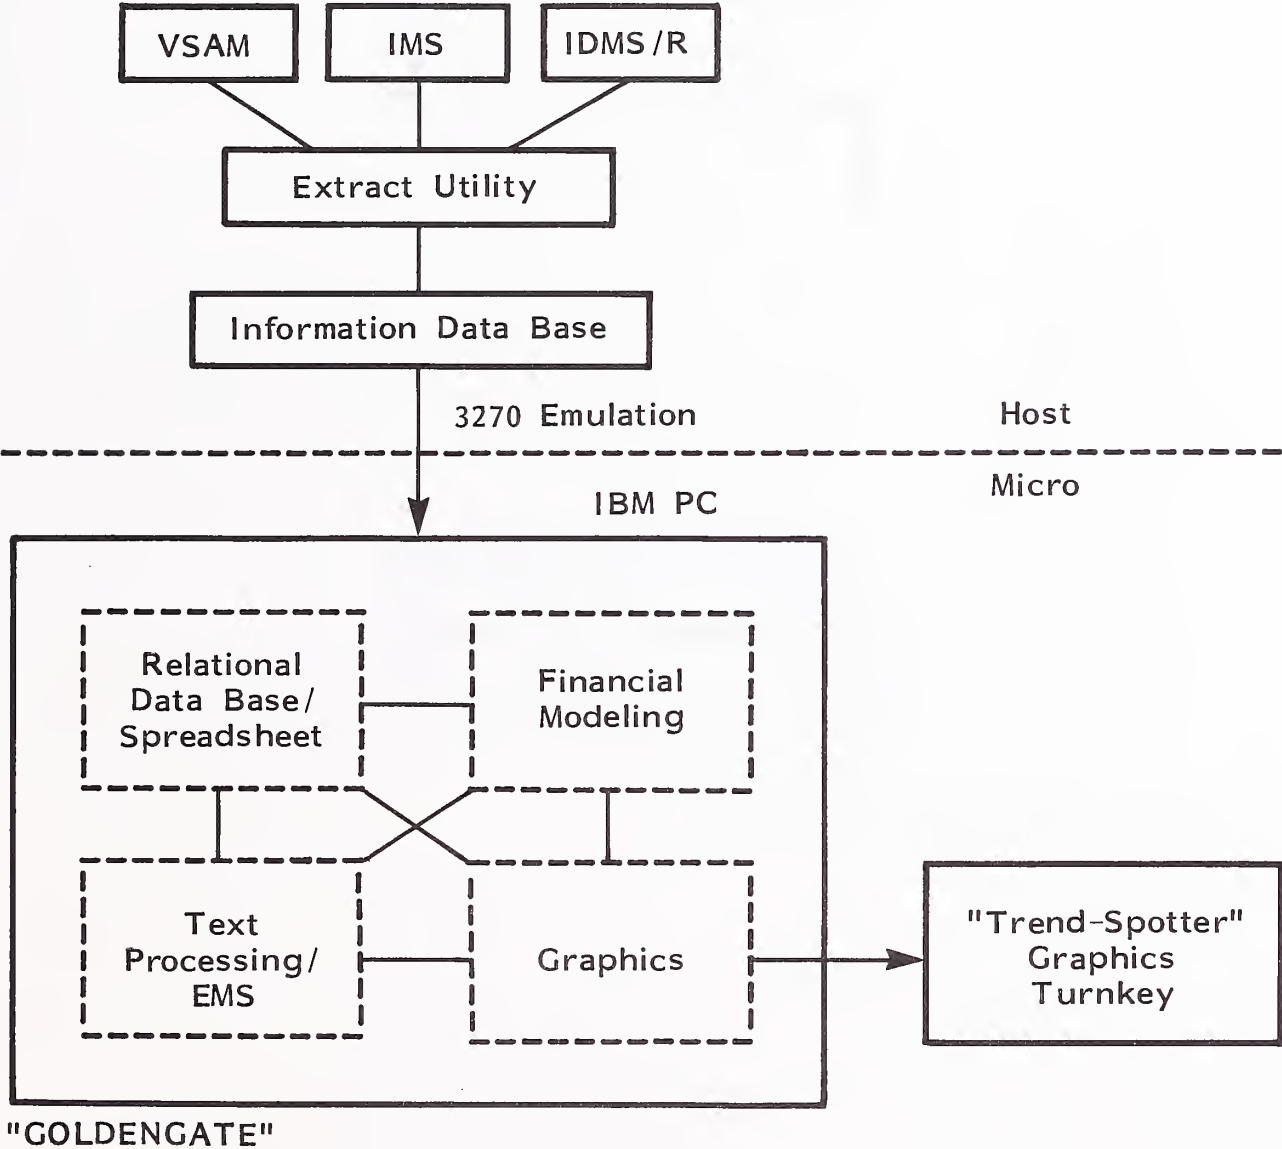 VSAM
IMS
IDMS/R
Extract Utility
Information Data Base
3270 Emulation
Host
Micro
IBM PC
Relational
Data Base/
Spreadsheet
Financial
Modeling
Text
Processing/
EMS
Graphics
"Trend-Spotter"
Graphics
Turnkey
"GOLDENGATE"